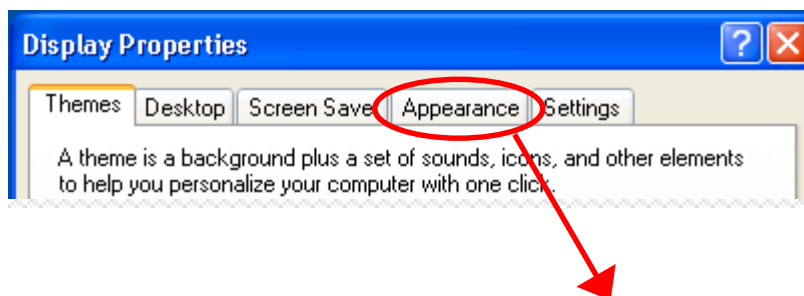 Display Properties
Themes Desktop Screen Saver Appearance Settings
A theme is a background plus a set of sounds, icons, and other elements
to help you personalize your computer with one click.